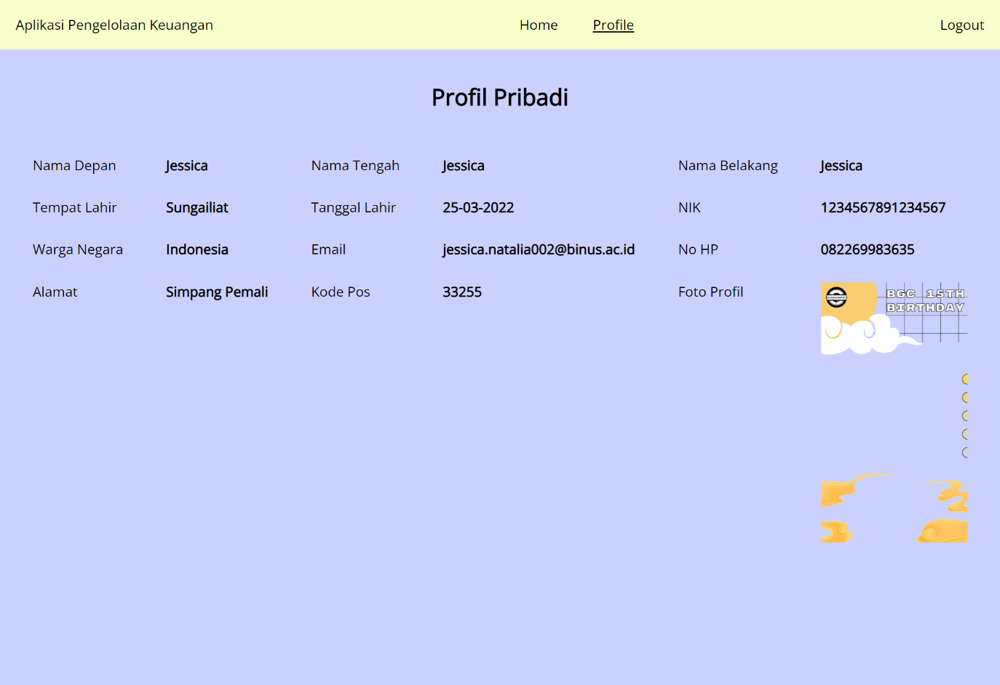 Aplikasi Pengelolaan Keuangan Home Profile Logout
Profil Pribadi
Nama Depan Jessica Nama Tengah Jessica Nama Belakang Jessica
Tempat Lahir Sungailiat Tanggal Lahir 25-03-2022 NIK 1234567891234567
Warga Negara Indonesia Email jessica.natalia002@binus.ac.id No HP 082269983635
Alamat Simpang Pemali Kode Pos 33255 Foto Profil
BGC 15TH
BIRTHDAY